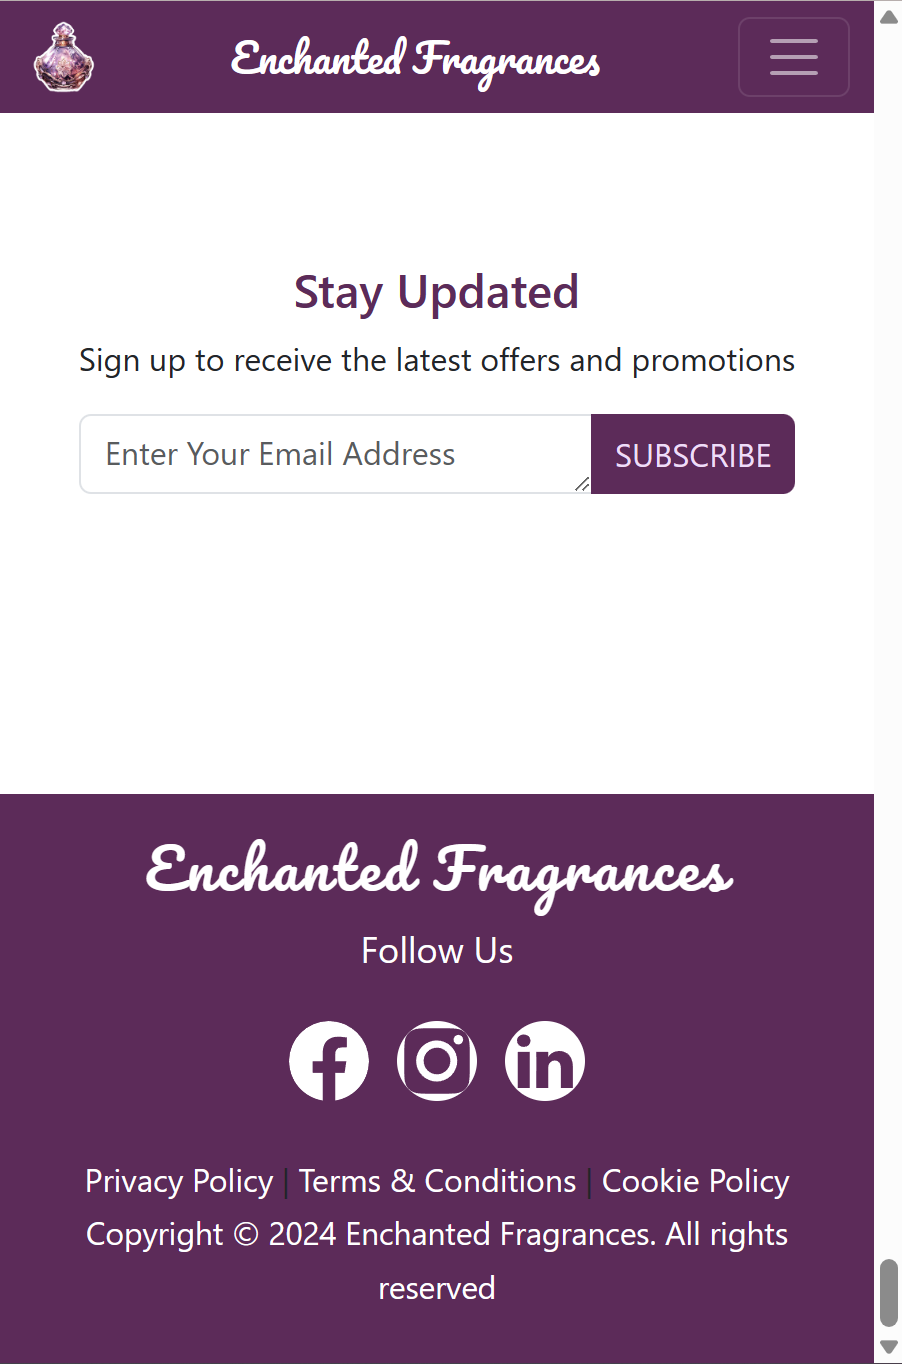 Enchanted Fragrances
Stay Updated
Sign up to receive the latest offers and promotions
Enter Your Email Address
SUBSCRIBE
Enchanted Fragrances
Follow Us
Privacy Policy | Terms & Conditions | Cookie Policy
Copyright © 2024 Enchanted Fragrances. All rights
reserved